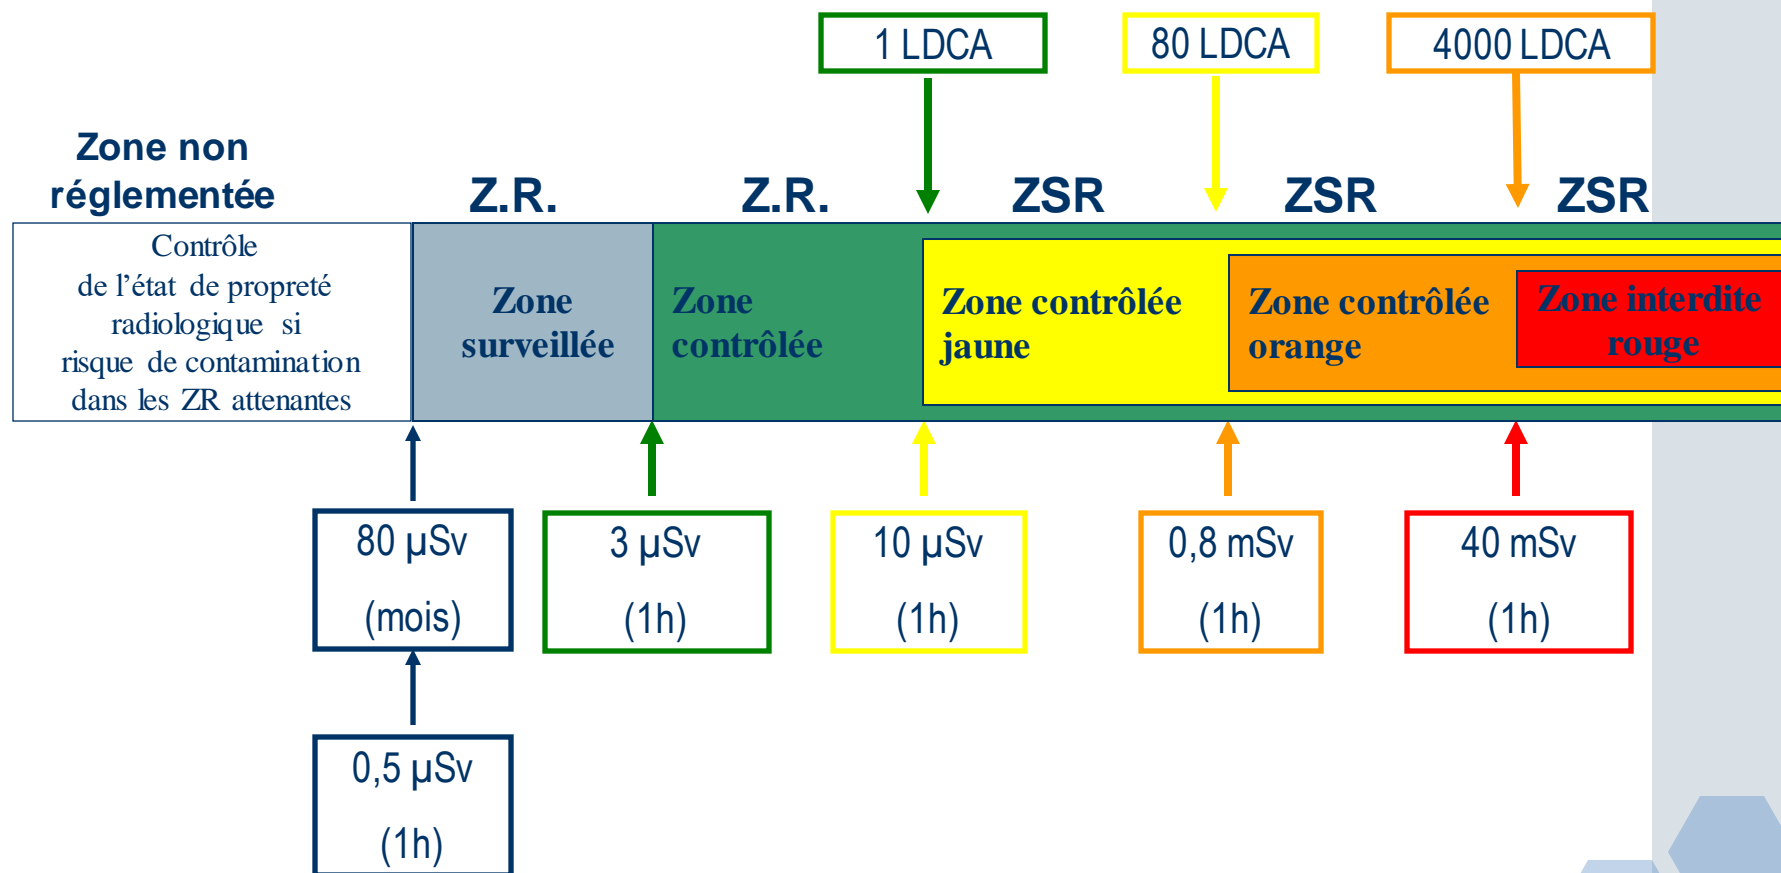 1 LDCA
80 LDCA
4000 LDCA
Zone non
réglementée
Z.R.
Z.R.
ZSR
ZSR
ZSR
Contrôle
de l’état de propreté
radiologique si
risque de contamination
dans les ZR attenantes
Zone
surveillée
Zone
contrôlée
Zone contrôlée
jaune
Zone contrôlée
orange
Zone interdite
rouge
80 µSv
(mois)
3 µSv
(1h)
10 µSv
(1h)
0,8 mSv
(1h)
40 mSv
(1h)
0,5 µSv
(1h)